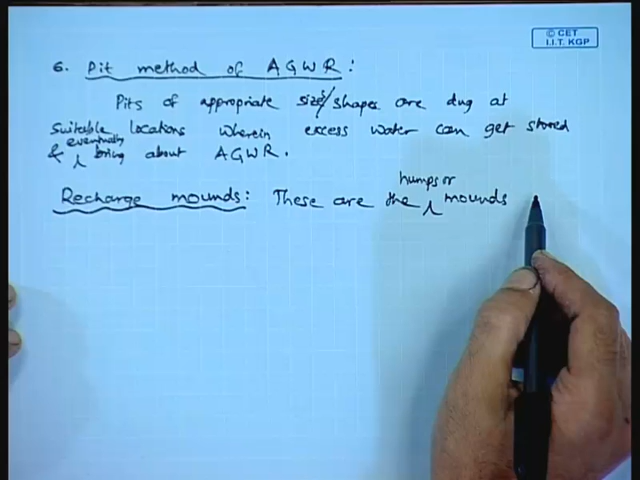 © CET
I.I.T. KGP
6. Pit method of AGWR:
Pits of appropriate sizes/shapes are dug at
suitable locations wherein excess water can get stored
& eventually bring about AGWR.
Recharge mounds: These are the humps or mounds